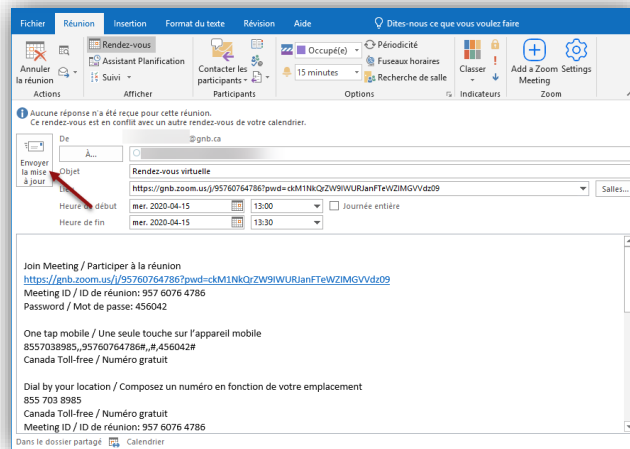 Fichier Réunion Insertion Format du texte Révision Aide Dites-nous ce que vous voulez faire
Annuler la réunion
Rendez-vous
Assistant Planification
Suivi
Contacter les participants
Occupé(e)
15 minutes
Périodicité
Fuseaux horaires
Recherche de salle
Classer
Add a Zoom Meeting
Settings
Actions Afficher Participants Options Indicateurs Zoom
Aucune réponse n'a été reçue pour cette réunion.
Ce rendez-vous est en conflit avec un autre rendez-vous de votre calendrier.
Envoyer la mise à jour
De @gnb.ca
À...
Objet Rendez-vous virtuelle
https://gnb.zoom.us/j/95760764786?pwd=ckM1NkQrZW9IWURJanFTeWZIMGVVdz09 Salles...
Heure de début mer. 2020-04-15 13:00 Journée entière
Heure de fin mer. 2020-04-15 13:30
Join Meeting / Participer à la réunion
https://gnb.zoom.us/j/95760764786?pwd=ckM1NkQrZW9IWURJanFTeWZIMGVVdz09
Meeting ID / ID de réunion: 957 6076 4786
Password / Mot de passe: 456042
One tap mobile / Une seule touche sur l'appareil mobile
8557038985,,95760764786#,,#,456042#
Canada Toll-free / Numéro gratuit
Dial by your location / Composez un numéro en fonction de votre emplacement
855 703 8985
Canada Toll-free / Numéro gratuit
Meeting ID / ID de réunion: 957 6076 4786
Dans le dossier partagé Calendrier